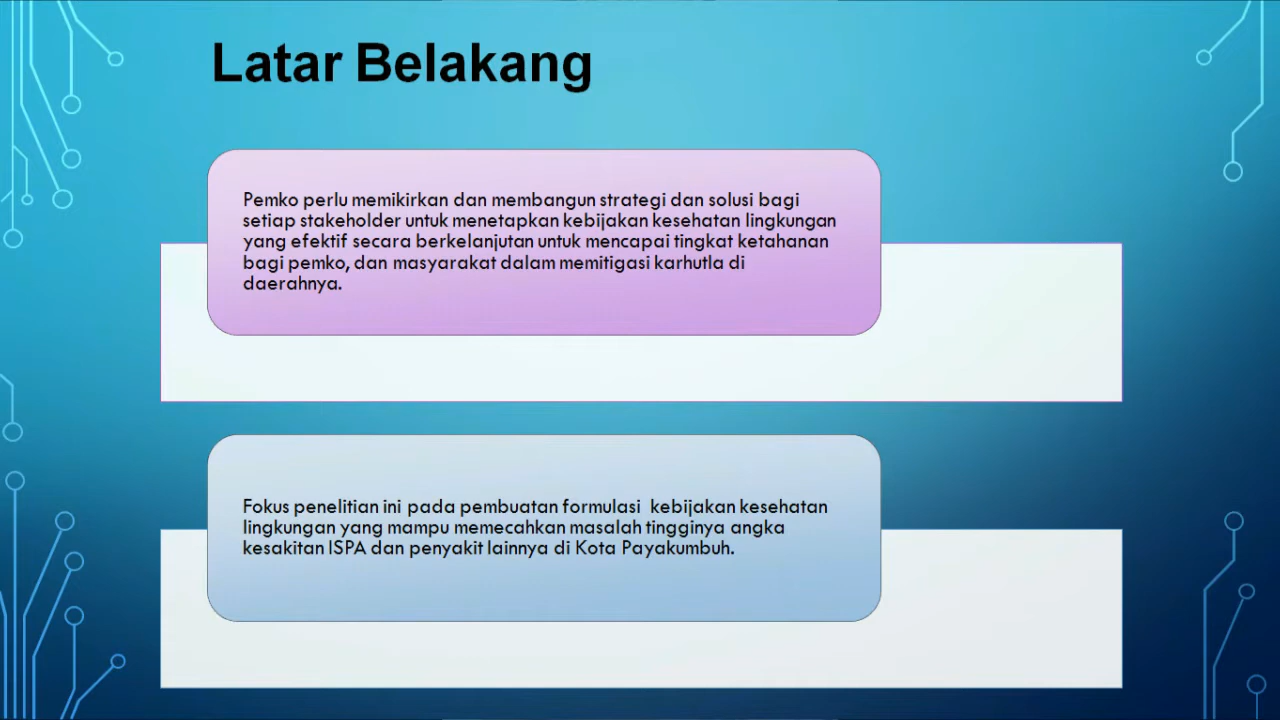 Latar Belakang
Pemko perlu memikirkan dan membangun strategi dan solusi bagi
setiap stakeholder untuk menetapkan kebijakan kesehatan lingkungan
yang efektif secara berkelanjutan untuk mencapai tingkat ketahanan
bagi pemko, dan masyarakat dalam memitigasi karhutla di
daerahnya.
Fokus penelitian ini pada pembuatan formulasi  kebijakan kesehatan
lingkungan yang mampu memecahkan masalah tingginya angka
kesakitan ISPA dan penyakit lainnya di Kota Payakumbuh.